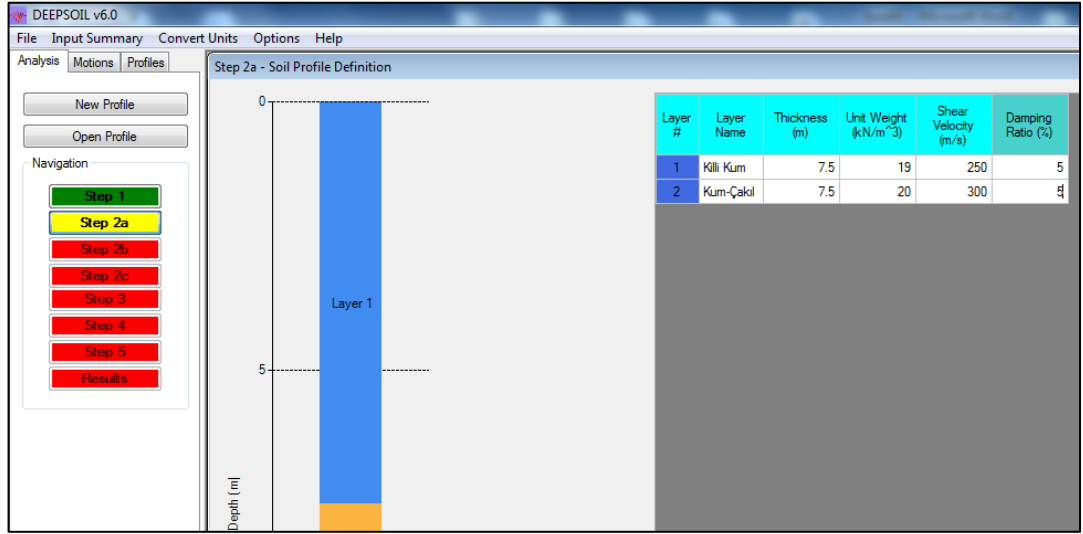 DEEPSOIL v6.0
File Input Summary Convert Units Options Help
Analysis Motions Profiles
Step 2a - Soil Profile Definition
New Profile
Open Profile
Navigation
Step 1
Step 2a
Step 2b
Step 2c
Step 3
Step 4
Step 5
Results
0
Layer 1
5
Depth (m)
Layer # Layer Name Thickness (m) Unit Weight (kN/m^3) Shear Velocity (m/s) Damping Ratio (%)
1 Killi Kum 7.5 19 250 5
2 Kum-Çakıl 7.5 20 300 5